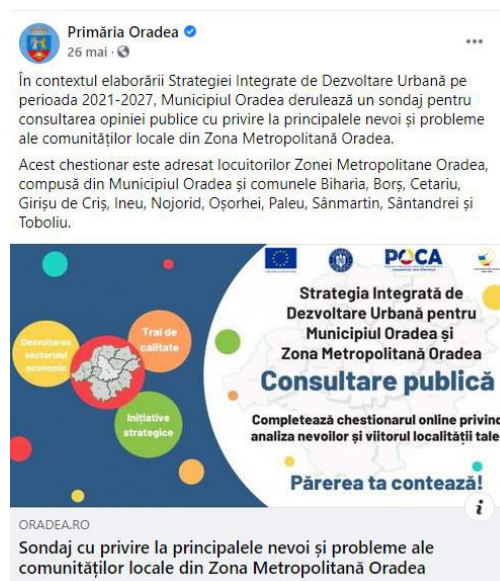 Primăria Oradea
26 mai ·
În contextul elaborării Strategiei Integrate de Dezvoltare Urbană pe
perioada 2021-2027, Municipiul Oradea derulează un sondaj pentru
consultarea opiniei publice cu privire la principalele nevoi și probleme
ale comunităților locale din Zona Metropolitană Oradea.
Acest chestionar este adresat locuitorilor Zonei Metropolitane Oradea,
compusă din Municipiul Oradea și comunele Biharia, Borș, Cetariu,
Girișu de Criș, Ineu, Nojorid, Oșorhei, Paleu, Sânmartin, Sântandrei și
Toboliu.
POCA
Strategia Integrată de
Dezvoltare Urbană pentru
Municipiul Oradea și
Zona Metropolitană Oradea
Consultare publică
Completează chestionarul online privind
analiza nevoilor și viitorul localității tale
Părerea ta contează!
Dezvoltarea
sectorului
economic
Trai de
calitate
Inițiative
strategice
ORADEA.RO
Sondaj cu privire la principalele nevoi și probleme ale
comunităților locale din Zona Metropolitană Oradea